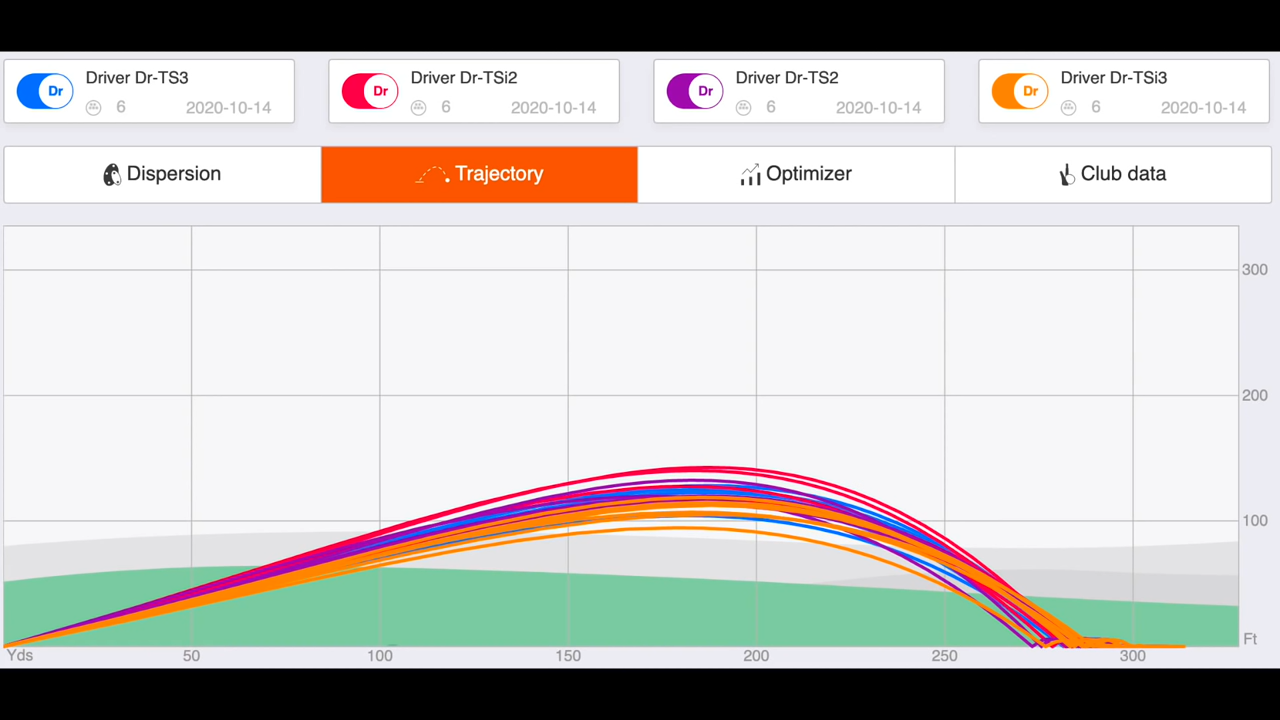 Dr Driver Dr-TS3
6 2020-10-14
Dr Driver Dr-TSi2
6 2020-10-14
Dr Driver Dr-TS2
6 2020-10-14
Dr Driver Dr-TSi3
6 2020-10-14
Dispersion Trajectory Optimizer Club data
300
200
100
Ft
Yds 50 100 150 200 250 300